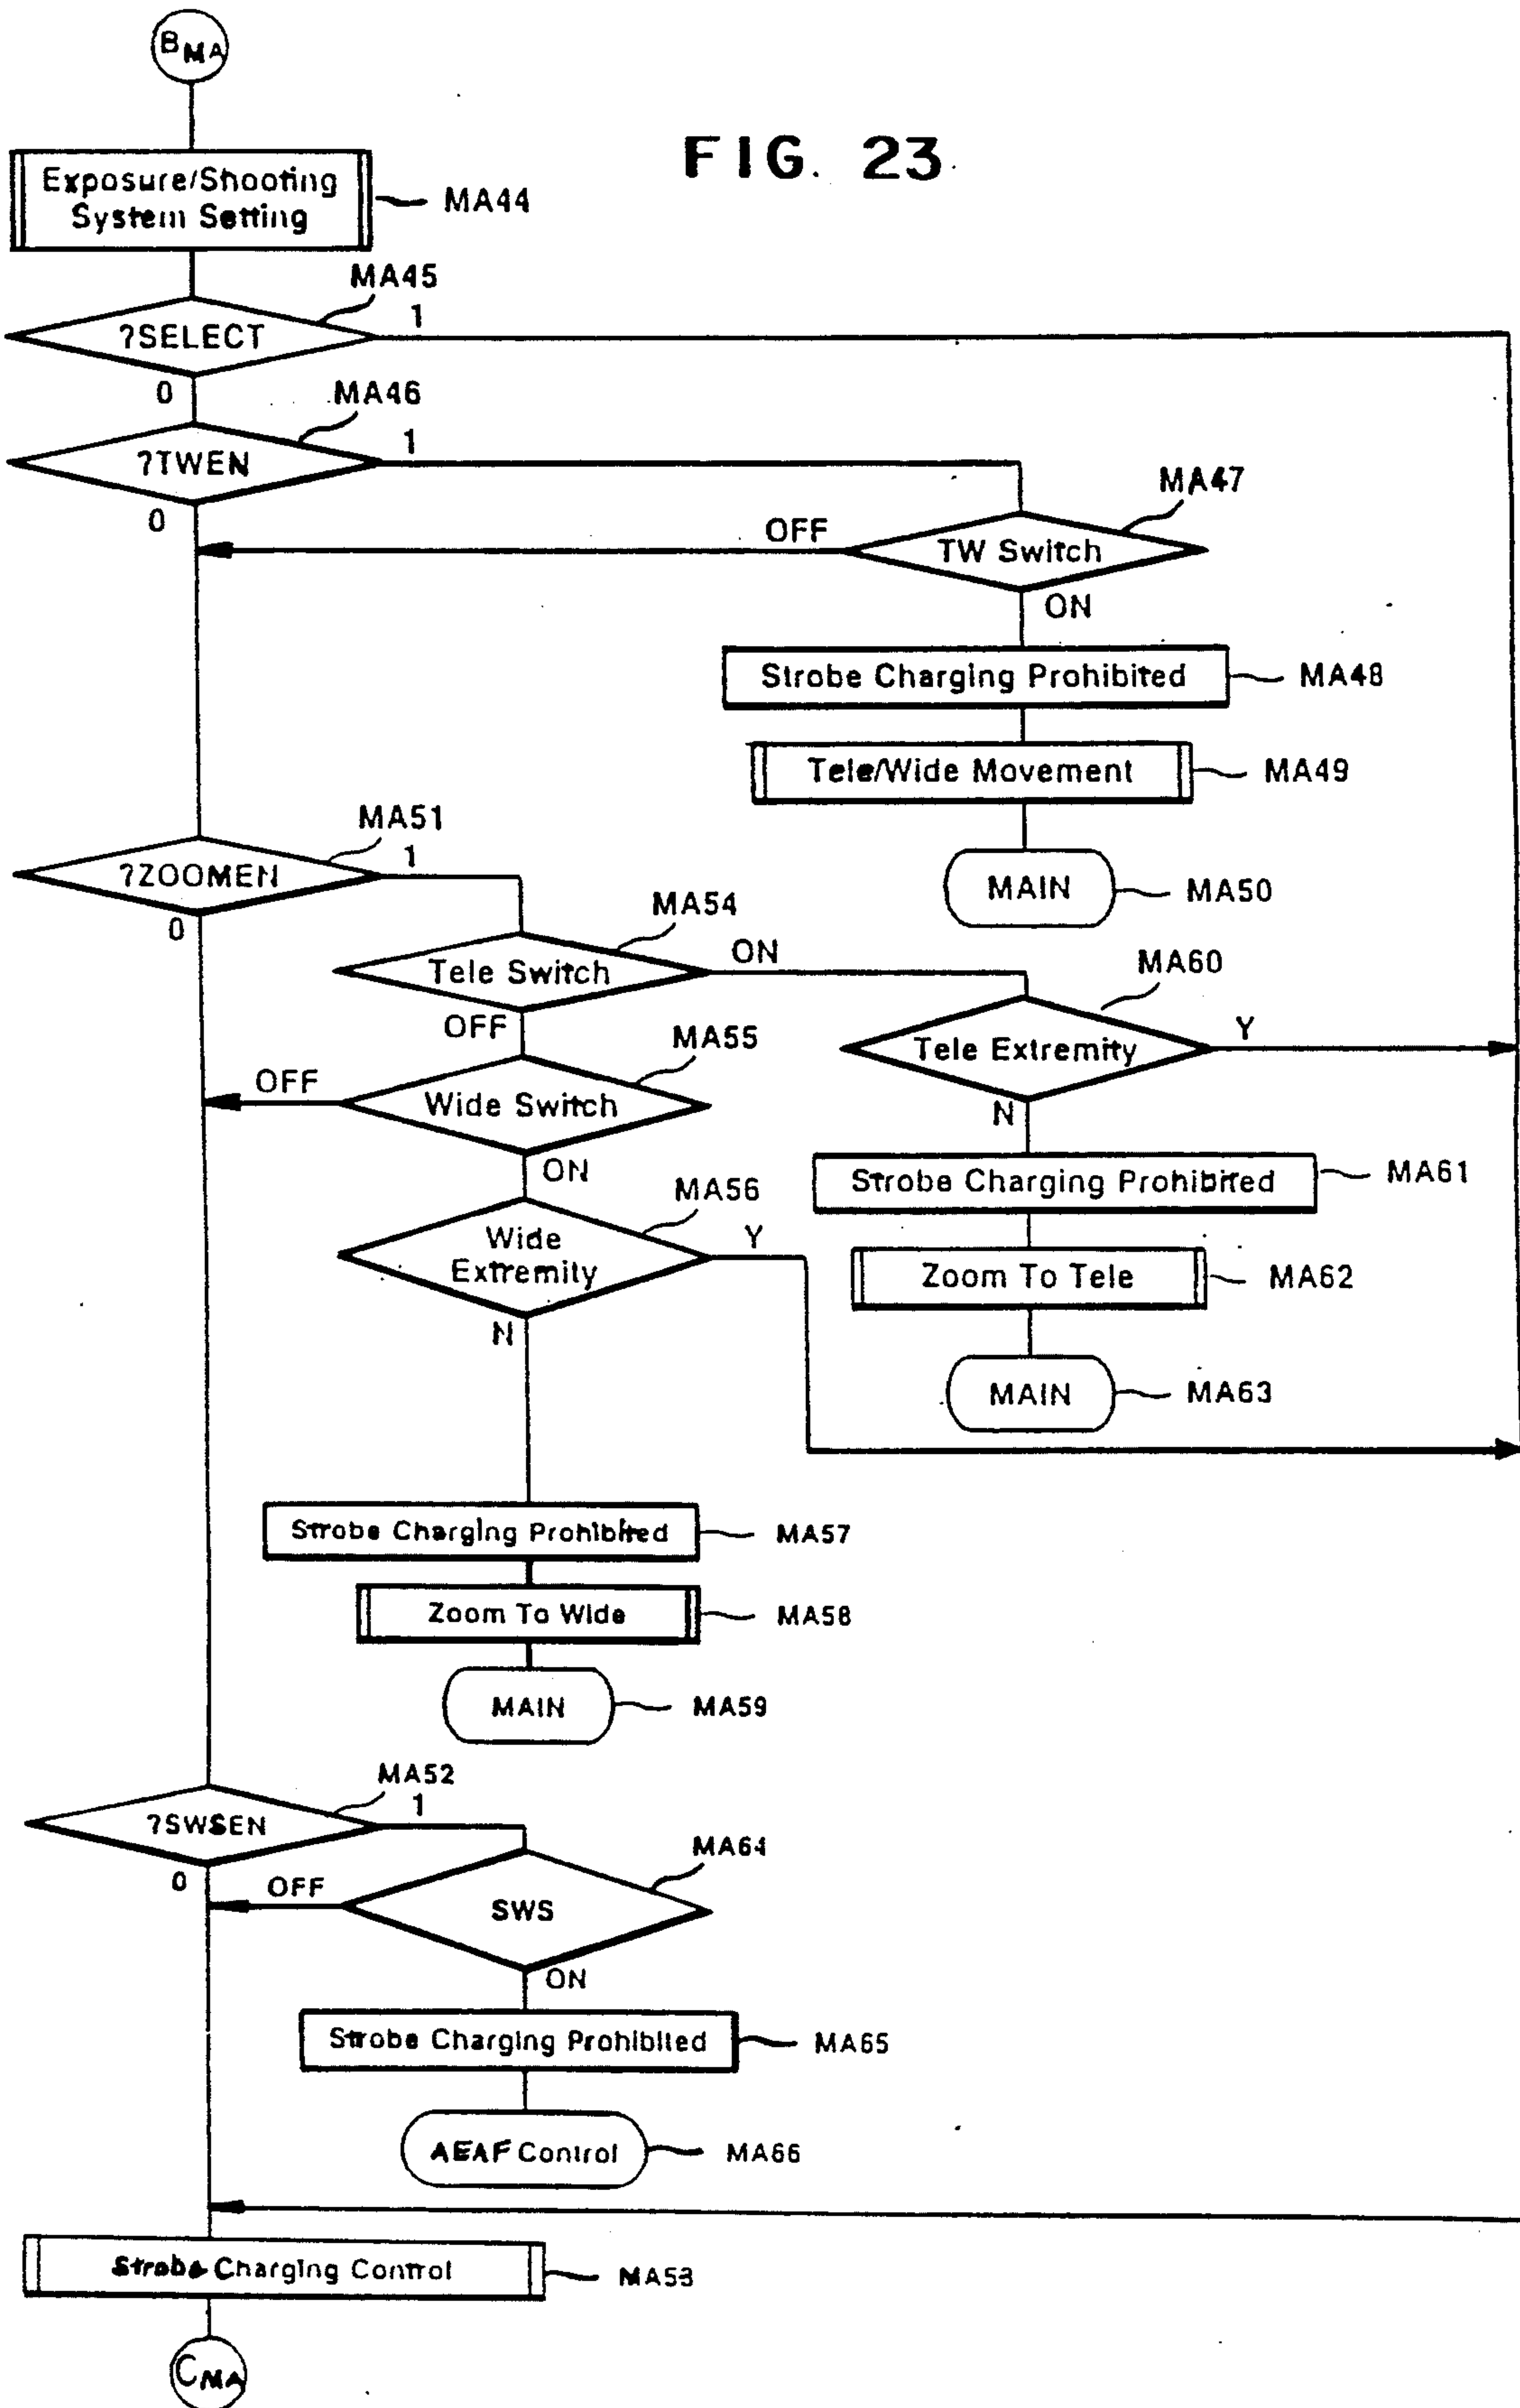 BMA
FIG. 23
Exposure/Shooting
System Setting
MA44
MA45
?SELECT
1
0
MA46
?TWEN
1
0
MA47
TW Switch
OFF
ON
Strobe Charging Prohibited
MA48
Tele/Wide Movement
MA49
MAIN
MA50
MA51
?ZOOMEN
1
0
MA54
Tele Switch
ON
OFF
MA60
Tele Extremity
Y
N
MA55
Wide Switch
OFF
ON
Strobe Charging Prohibited
MA61
MA56
Wide
Extremity
Y
N
Zoom To Tele
MA62
MAIN
MA63
Strobe Charging Prohibited
MA57
Zoom To Wide
MA58
MAIN
MA59
MA52
?SWSEN
1
0
MA64
SWS
OFF
ON
Strobe Charging Prohibited
MA65
AEAF Control
MA66
Strobe Charging Control
MA53
CMA